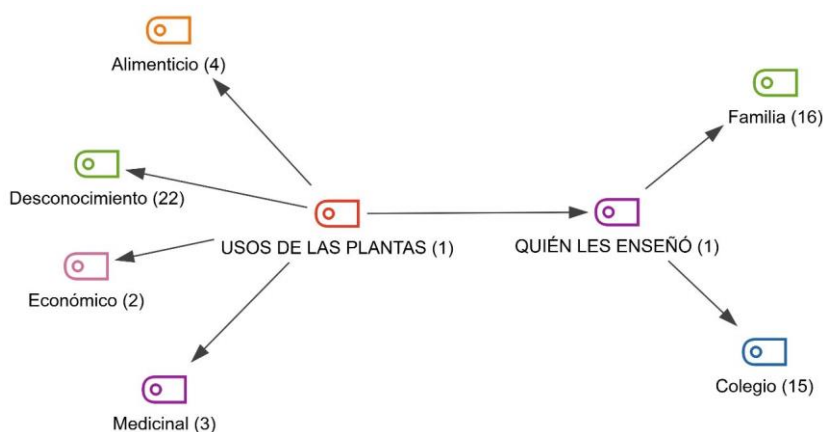 Alimenticio (4)
Familia (16)
Desconocimiento (22)
USOS DE LAS PLANTAS (1)
QUIÉN LES ENSEÑÓ (1)
Económico (2)
Colegio (15)
Medicinal (3)